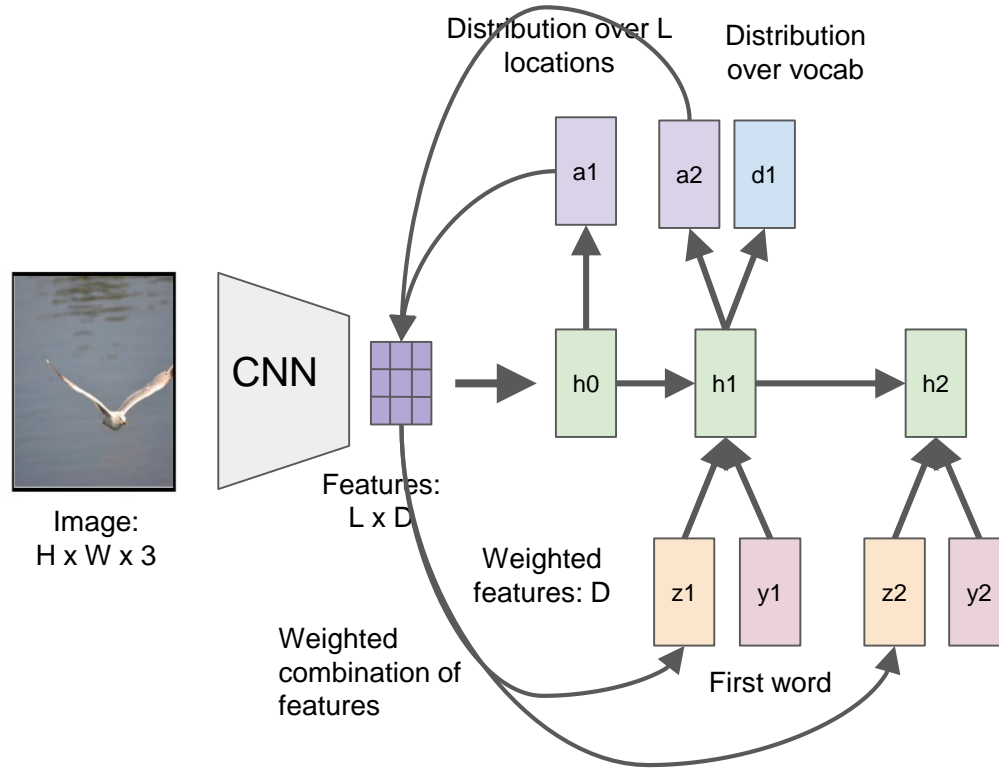 Distribution over L
locations
Distribution
over vocab
a1
a2
d1
CNN
h0
h1
h2
Features:
L x D
Image:
H x W x 3
Weighted
features: D
z1
y1
z2
y2
Weighted
combination of
features
First word